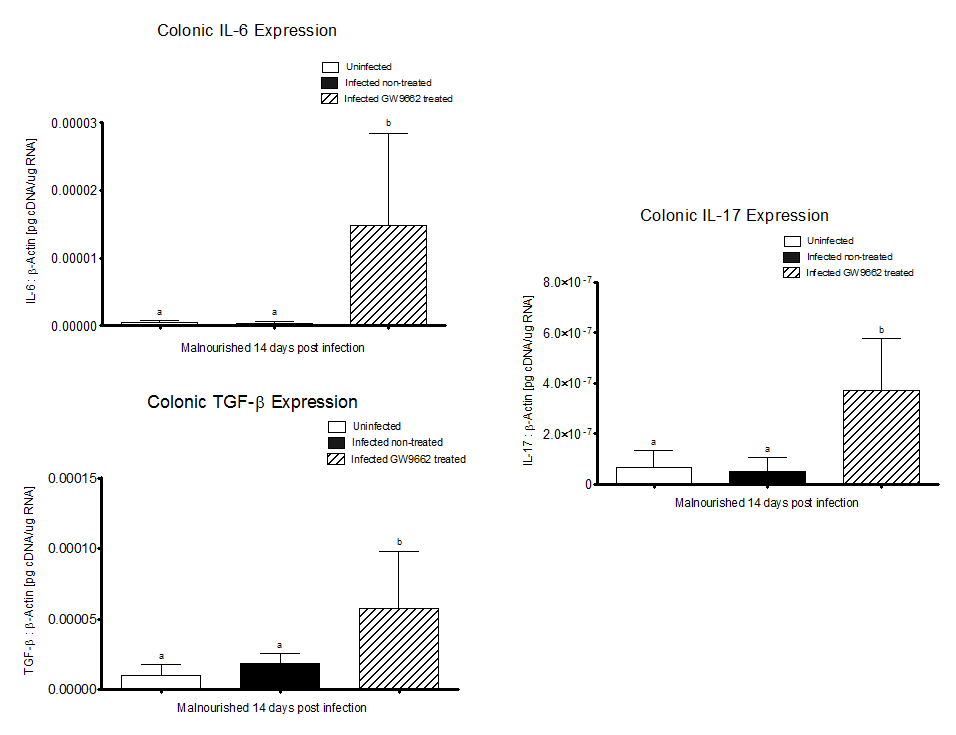 Colonic IL-6 Expression
Uninfected
Infected non-treated
Infected GW9662 treated
IL-6 : β-Actin [pg cDNA/ug RNA]
0.00003
0.00002
0.00001
0.00000
a
a
b
Malnourished 14 days post infection
Colonic TGF-β Expression
Uninfected
Infected non-treated
Infected GW9662 treated
TGF-β : β-Actin [pg cDNA/ug RNA]
0.00015
0.00010
0.00005
0.00000
a
a
b
Malnourished 14 days post infection
Colonic IL-17 Expression
Uninfected
Infected non-treated
Infected GW9662 treated
IL-17 : β-Actin [pg cDNA/ug RNA]
8.0×10-7
6.0×10-7
4.0×10-7
2.0×10-7
0
a
a
b
Malnourished 14 days post infection